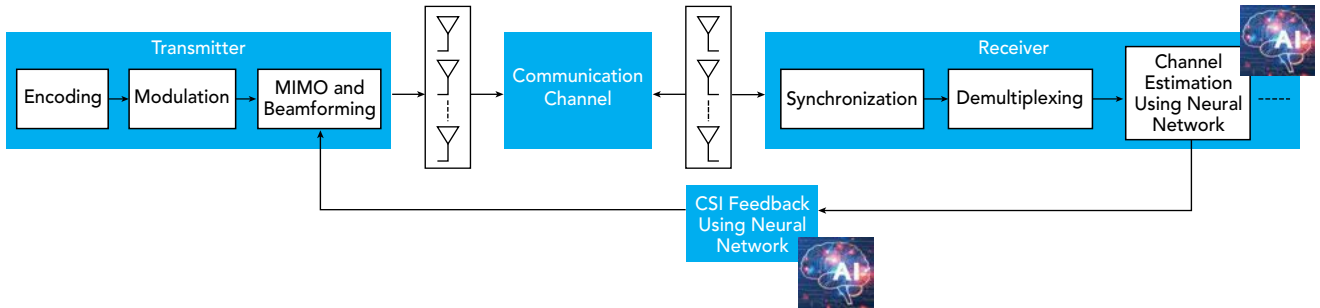 Transmitter
Encoding
Modulation
MIMO and
Beamforming
Communication
Channel
Receiver
Synchronization
Demultiplexing
Channel
Estimation
Using Neural
Network
AI
CSI Feedback
Using Neural
Network
AI